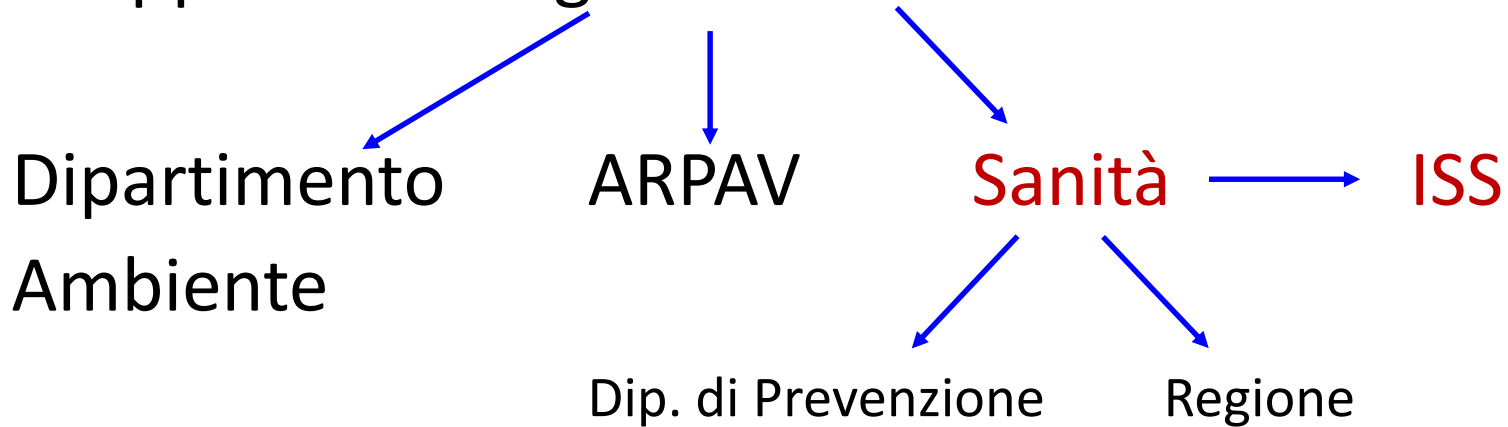 Dipartimento ARPAV Sanità ISS
Ambiente
Dip. di Prevenzione Regione